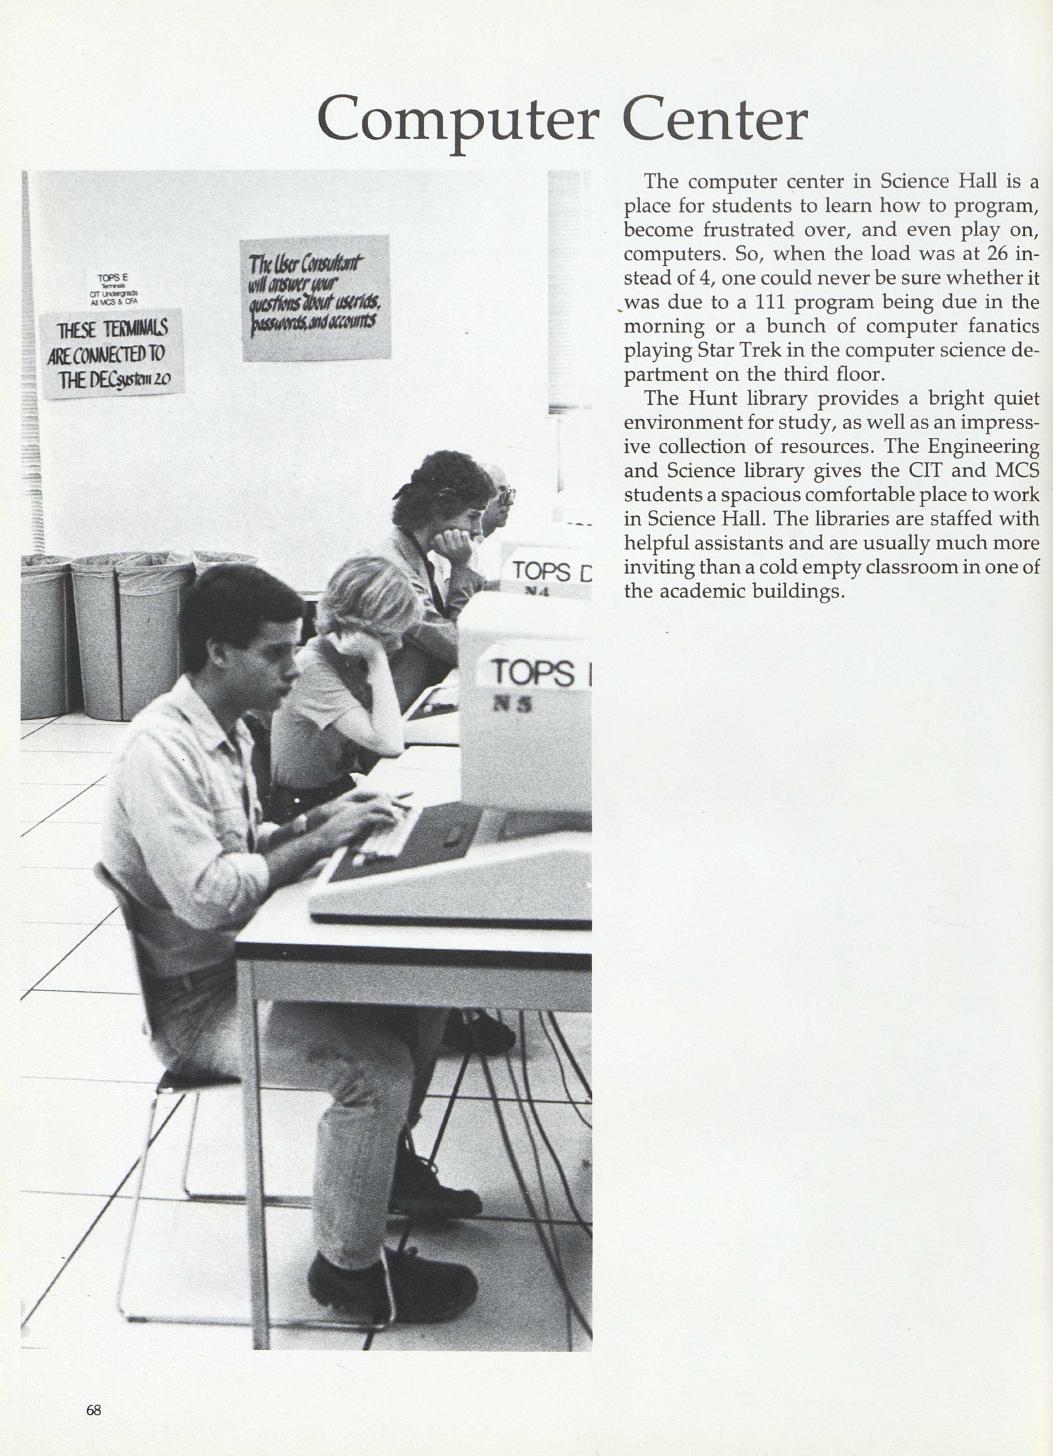 Computer Center
The computer center in Science Hall is a
place for students to learn how to program,
become frustrated over, and even play on,
computers. So, when the load was at 26 in-
stead of 4, one could never be sure whether it
was due to a 111 program being due in the
morning or a bunch of computer fanatics
playing Star Trek in the computer science de-
partment on the third floor.
The Hunt library provides a bright quiet
environment for study, as well as an impress-
ive collection of resources. The Engineering
and Science library gives the CIT and MCS
students a spacious comfortable place to work
in Science Hall. The libraries are staffed with
helpful assistants and are usually much more
inviting than a cold empty classroom in one of
the academic buildings.
TOPS E
Terminals
CIT Undergrads
All MCS & CFA
THESE TERMINALS
ARE CONNECTED TO
THE DECsystem 20
The User Consultant
will answer your
questions about userids,
passwords, and accounts
TOPS D
N4
TOPS
N 5
68